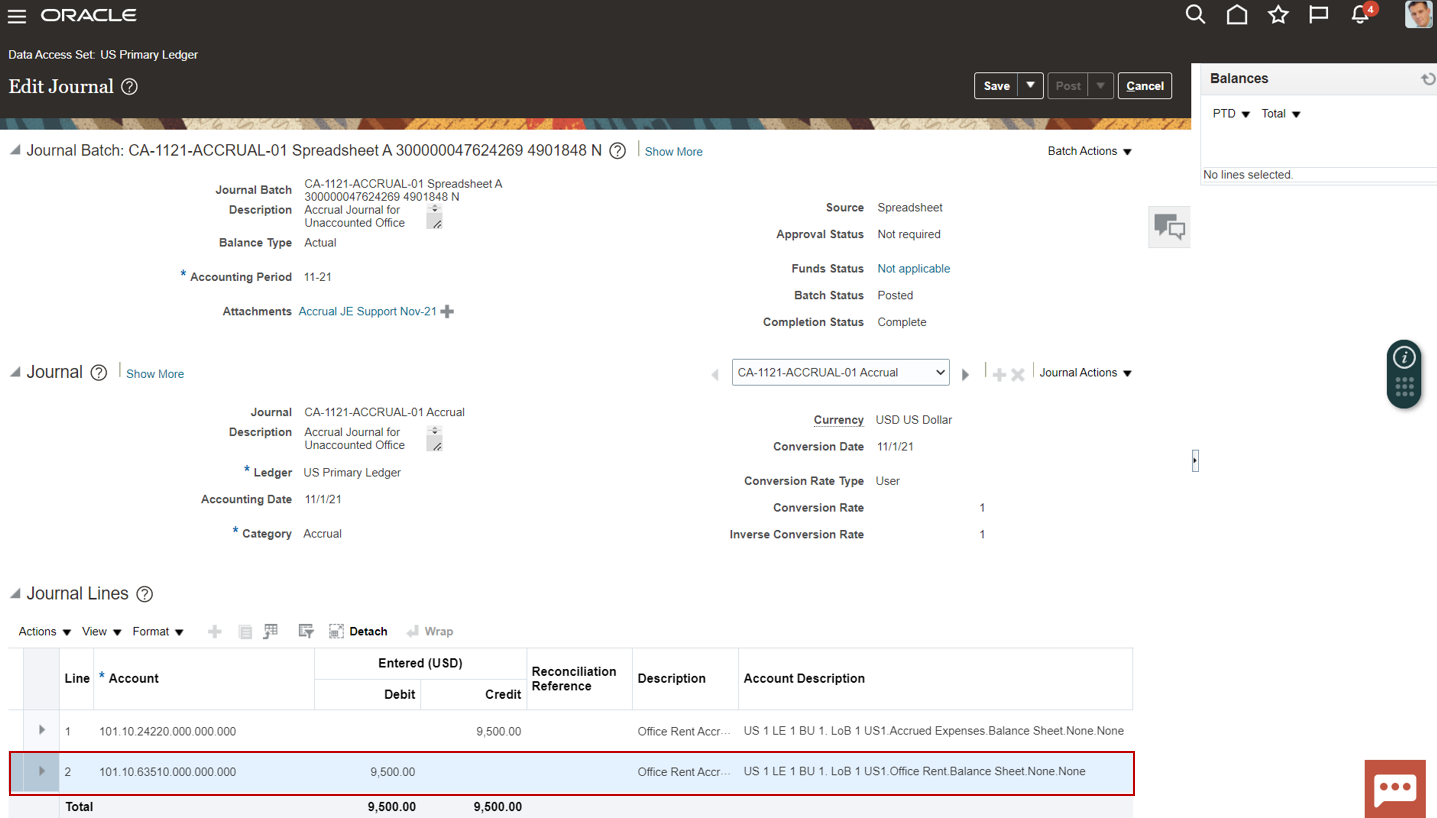 ORACLE
4
Data Access Set: US Primary Ledger
Edit Journal
Save
Post
Cancel
Balances
PTD
Total
No lines selected.
Journal Batch: CA-1121-ACCRUAL-01 Spreadsheet A 300000047624269 4901848 N
Show More
Batch Actions
Journal Batch CA-1121-ACCRUAL-01 Spreadsheet A
300000047624269 4901848 N
Description Accrual Journal for
Unaccounted Office
Balance Type Actual
* Accounting Period 11-21
Attachments Accrual JE Support Nov-21
Source Spreadsheet
Approval Status Not required
Funds Status Not applicable
Batch Status Posted
Completion Status Complete
Journal
Show More
CA-1121-ACCRUAL-01 Accrual
Journal Actions
Journal CA-1121-ACCRUAL-01 Accrual
Description Accrual Journal for
Unaccounted Office
* Ledger US Primary Ledger
Accounting Date 11/1/21
* Category Accrual
Currency USD US Dollar
Conversion Date 11/1/21
Conversion Rate Type User
Conversion Rate 1
Inverse Conversion Rate 1
Journal Lines
Actions View Format Detach Wrap
Line * Account Entered (USD) Reconciliation Reference Description Account Description
Debit Credit
1 101.10.24220.000.000.000 9,500.00 Office Rent Accr... US 1 LE 1 BU 1. LoB 1 US1.Accrued Expenses.Balance Sheet.None.None
2 101.10.63510.000.000.000 9,500.00 Office Rent Accr... US 1 LE 1 BU 1. LoB 1 US1.Office Rent.Balance Sheet.None.None
Total 9,500.00 9,500.00